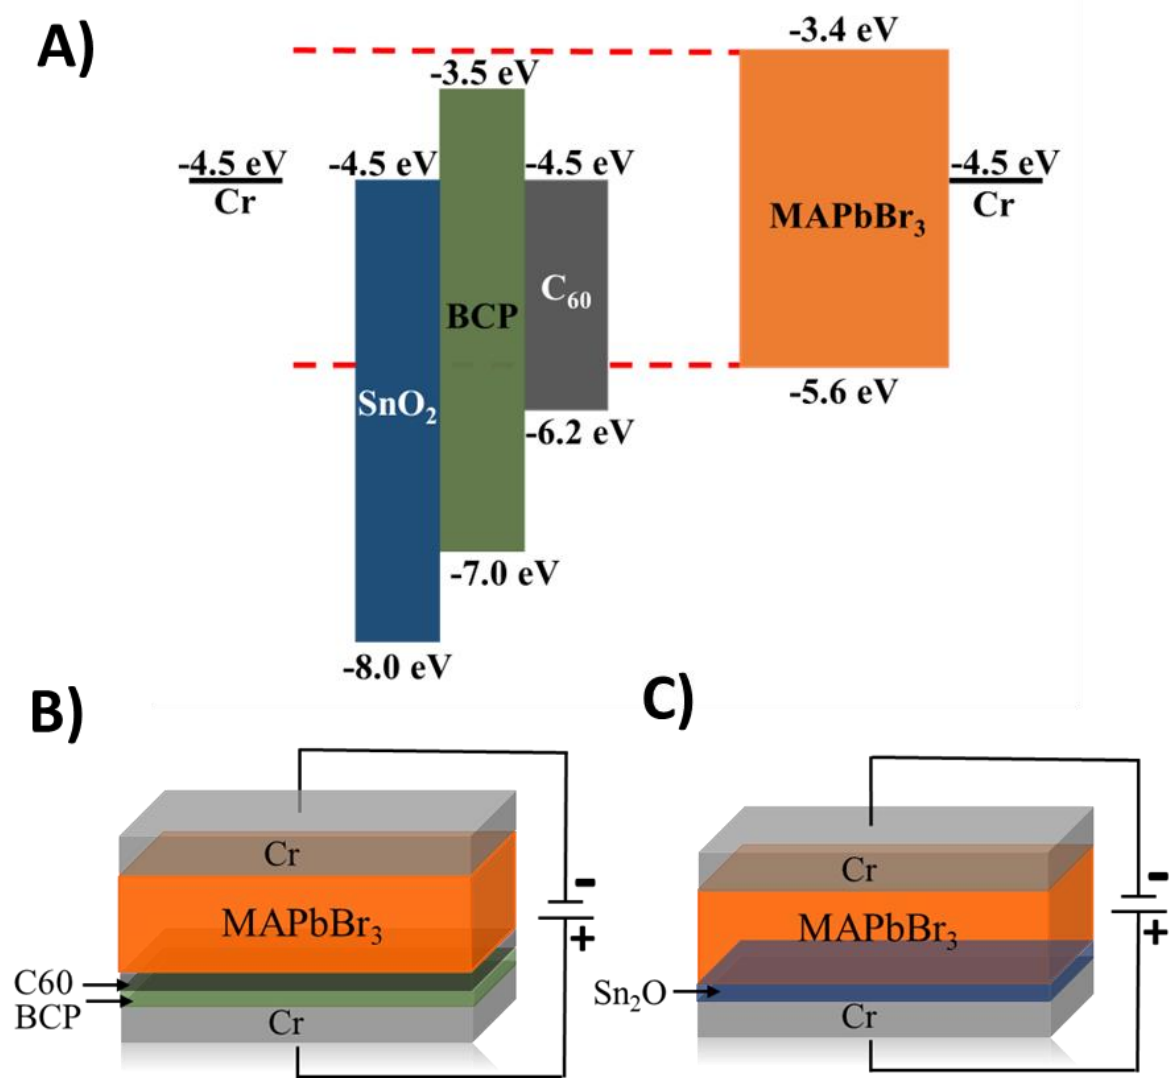 A)
-3.4 eV
-3.5 eV
-4.5 eV
Cr
-4.5 eV
-4.5 eV
-4.5 eV
Cr
MAPbBr₃
C₆₀
BCP
SnO₂
-5.6 eV
-6.2 eV
-7.0 eV
-8.0 eV
B)
Cr
MAPbBr₃
C60
BCP
Cr
-
+
C)
Cr
MAPbBr₃
Sn₂O
Cr
-
+